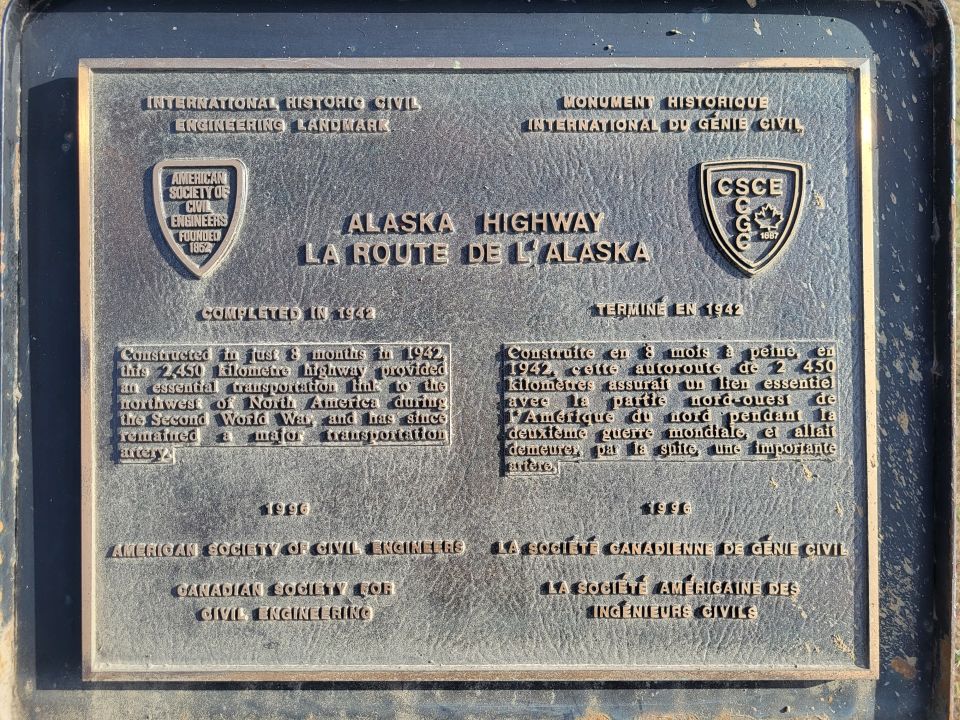 INTERNATIONAL HISTORIC CIVIL
ENGINEERING LANDMARK
MONUMENT HISTORIQUE
INTERNATIONAL DU GÉNIE CIVIL
AMERICAN
SOCIETY OF
CIVIL
ENGINEERS
FOUNDED
1852
CSCE
SCGC
1887
ALASKA HIGHWAY
LA ROUTE DE L'ALASKA
COMPLETED IN 1942
Constructed in just 8 months in 1942,
this 2,450 kilometre highway provided
an essential transportation link to the
northwest of North America during
the Second World War, and has since
remained a major transportation
artery.
1996
AMERICAN SOCIETY OF CIVIL ENGINEERS
CANADIAN SOCIETY FOR
CIVIL ENGINEERING
TERMINÉ EN 1942
Construite en 8 mois à peine, en
1942, cette autoroute de 2 450
kilomètres assurait un lien essentiel
avec la partie nord-ouest de
l'Amérique du nord pendant la
deuxième guerre mondiale, et allait
demeurer, par la suite, une importante
artère.
1996
LA SOCIÉTÉ CANADIENNE DE GÉNIE CIVIL
LA SOCIÉTÉ AMÉRICAINE DES
INGÉNIEURS CIVILS